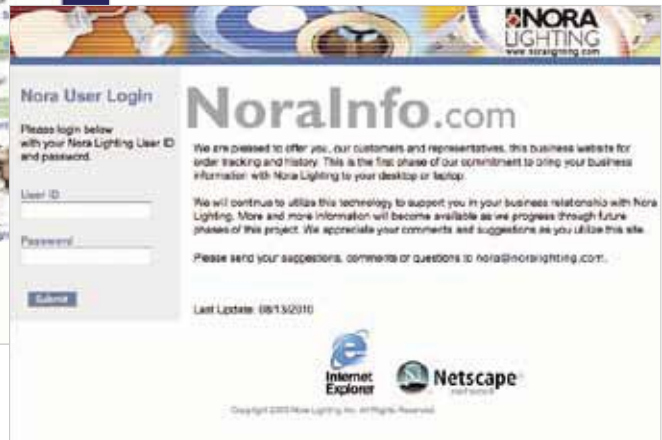 NORA
LIGHTING
www.noralighting.com
Nora User Login
Please login below
with your Nora Lighting User ID
and password.
User ID
Password
Submit
NoraInfo.com
We are pleased to offer you, our customers and representatives, this business website for
order tracking and history. This is the first phase of our commitment to bring your business
information with Nora Lighting to your desktop or laptop.
We will continue to utilize this technology to support you in your business relationship with Nora
Lighting. More and more information will become available as we progress through future
phases of this project. We appreciate your comments and suggestions as you utilize this site.
Please send your suggestions, comments or questions to nora@noralighting.com.
Last Update: 08/13/2010
Internet
Explorer
Netscape
Nora Lighting Inc. All Rights Reserved.